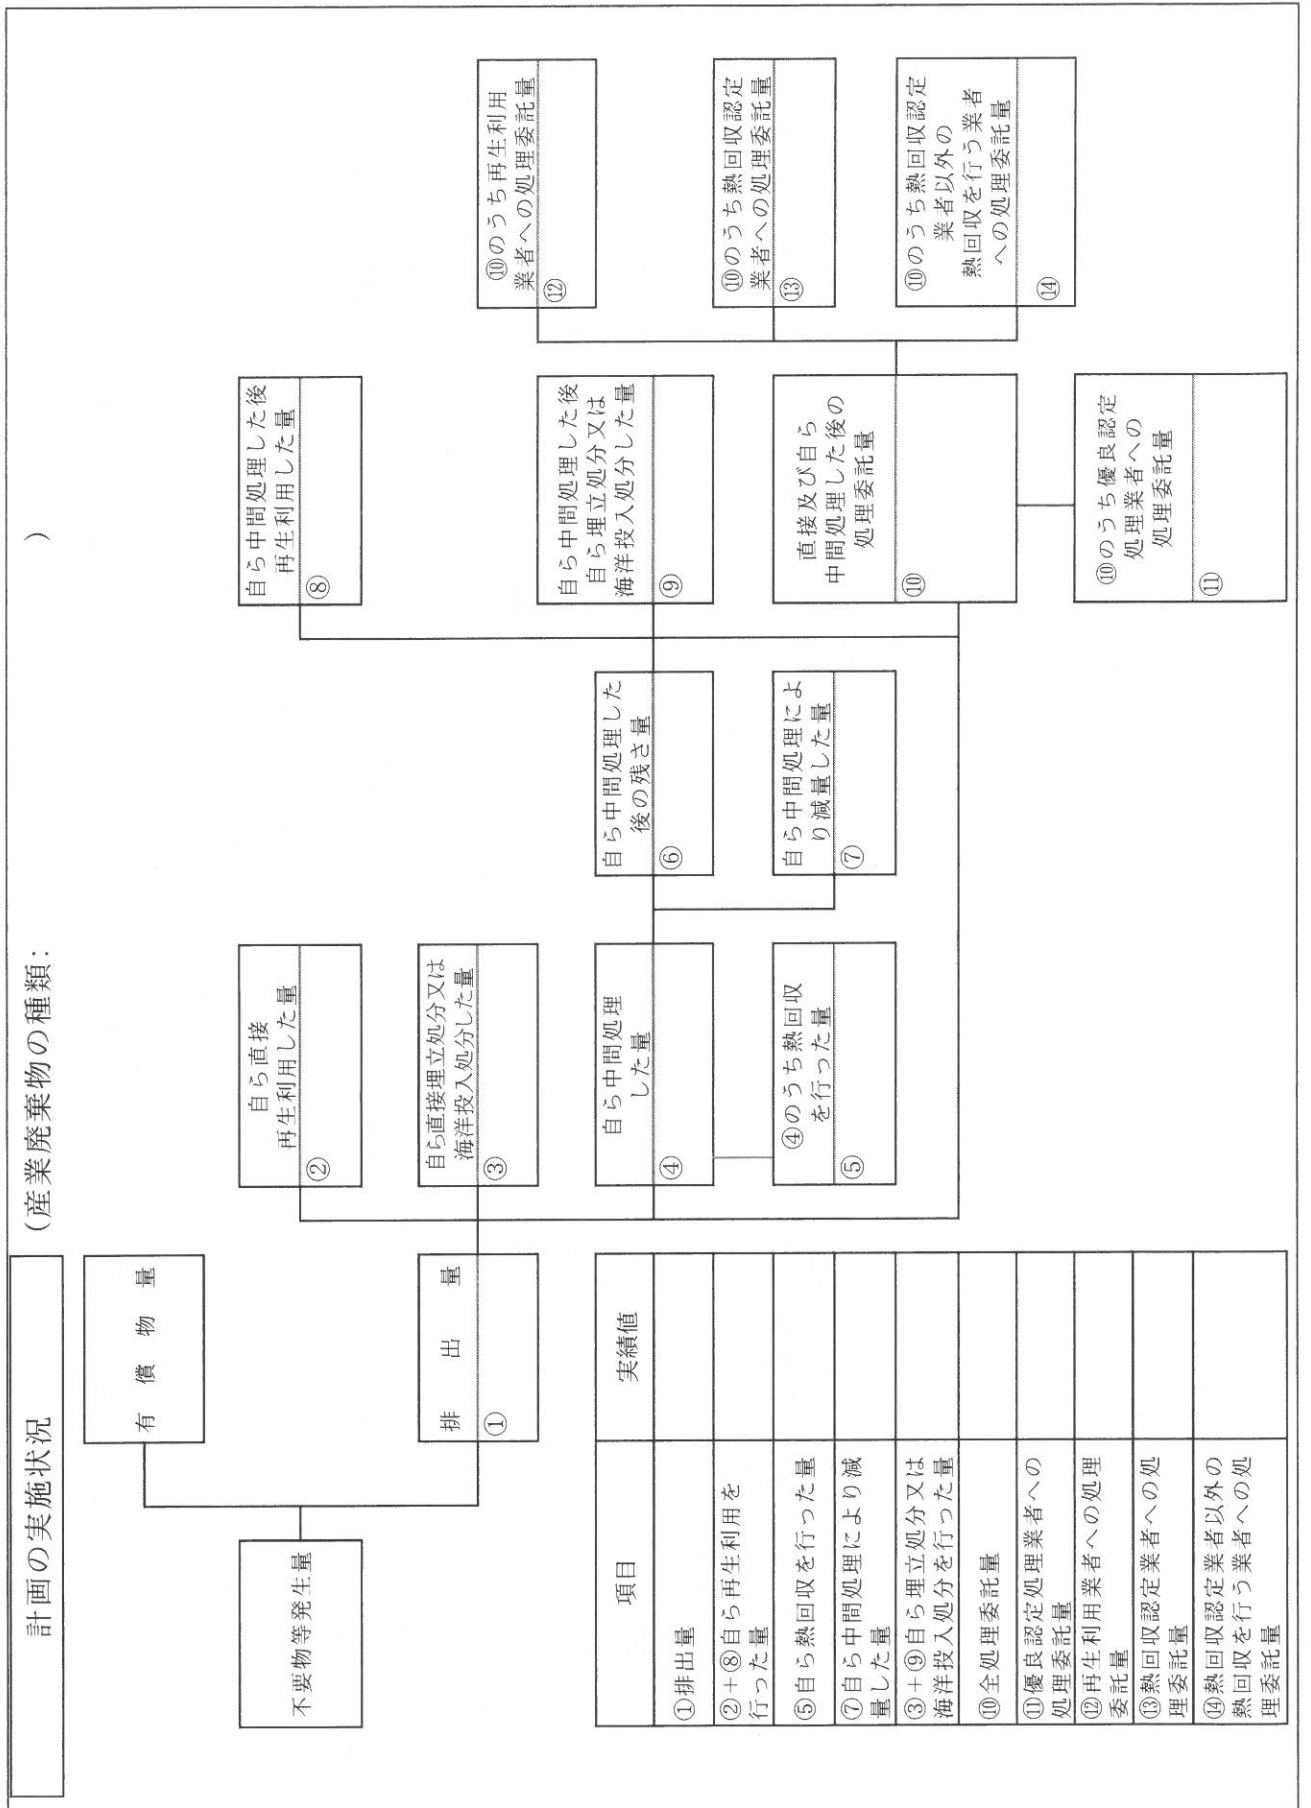 計画の実施状況
(産業廃棄物の種類: )
不要物等発生量
有償物量
排出量
①
自ら直接
再生利用した量
②
自ら直接埋立処分又は
海洋投入処分した量
③
自ら中間処理
した量
④
④のうち熱回収
を行った量
⑤
自ら中間処理した
後の残さ量
⑥
自ら中間処理によ
り減量した量
⑦
自ら中間処理した後
再生利用した量
⑧
自ら中間処理した後
自ら埋立処分又は
海洋投入処分した量
⑨
直接及び自ら
中間処理した後の
処理委託量
⑩
⑩のうち優良認定
処理業者への
処理委託量
⑪
⑩のうち再生利用
業者への処理委託量
⑫
⑩のうち熱回収認定
業者への処理委託量
⑬
⑩のうち熱回収認定
業者以外の
熱回収を行う業者
への処理委託量
⑭
項目
実績値
①排出量
②+⑧自ら再生利用を
行った量
⑤自ら熱回収を行った量
⑦自ら中間処理により減
量した量
③+⑨自ら埋立処分又は
海洋投入処分を行った量
⑩全処理委託量
⑪優良認定処理業者への
処理委託量
⑫再生利用業者への処理
委託量
⑬熱回収認定業者への処
理委託量
⑭熱回収認定業者以外の
熱回収を行う業者への処
理委託量